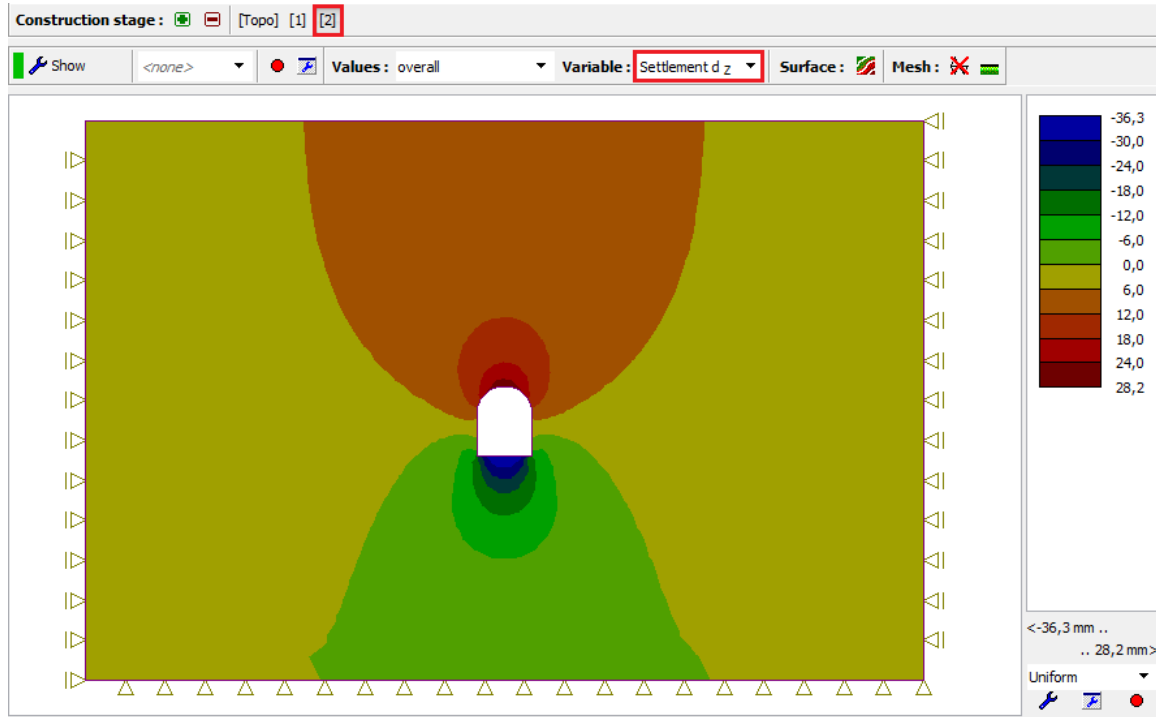 Construction stage : [Topo] [1] [2]
Show <none> Values : overall Variable : Settlement d z Surface : Mesh :
-36,3
-30,0
-24,0
-18,0
-12,0
-6,0
0,0
6,0
12,0
18,0
24,0
28,2
<-36,3 mm ..
.. 28,2 mm>
Uniform